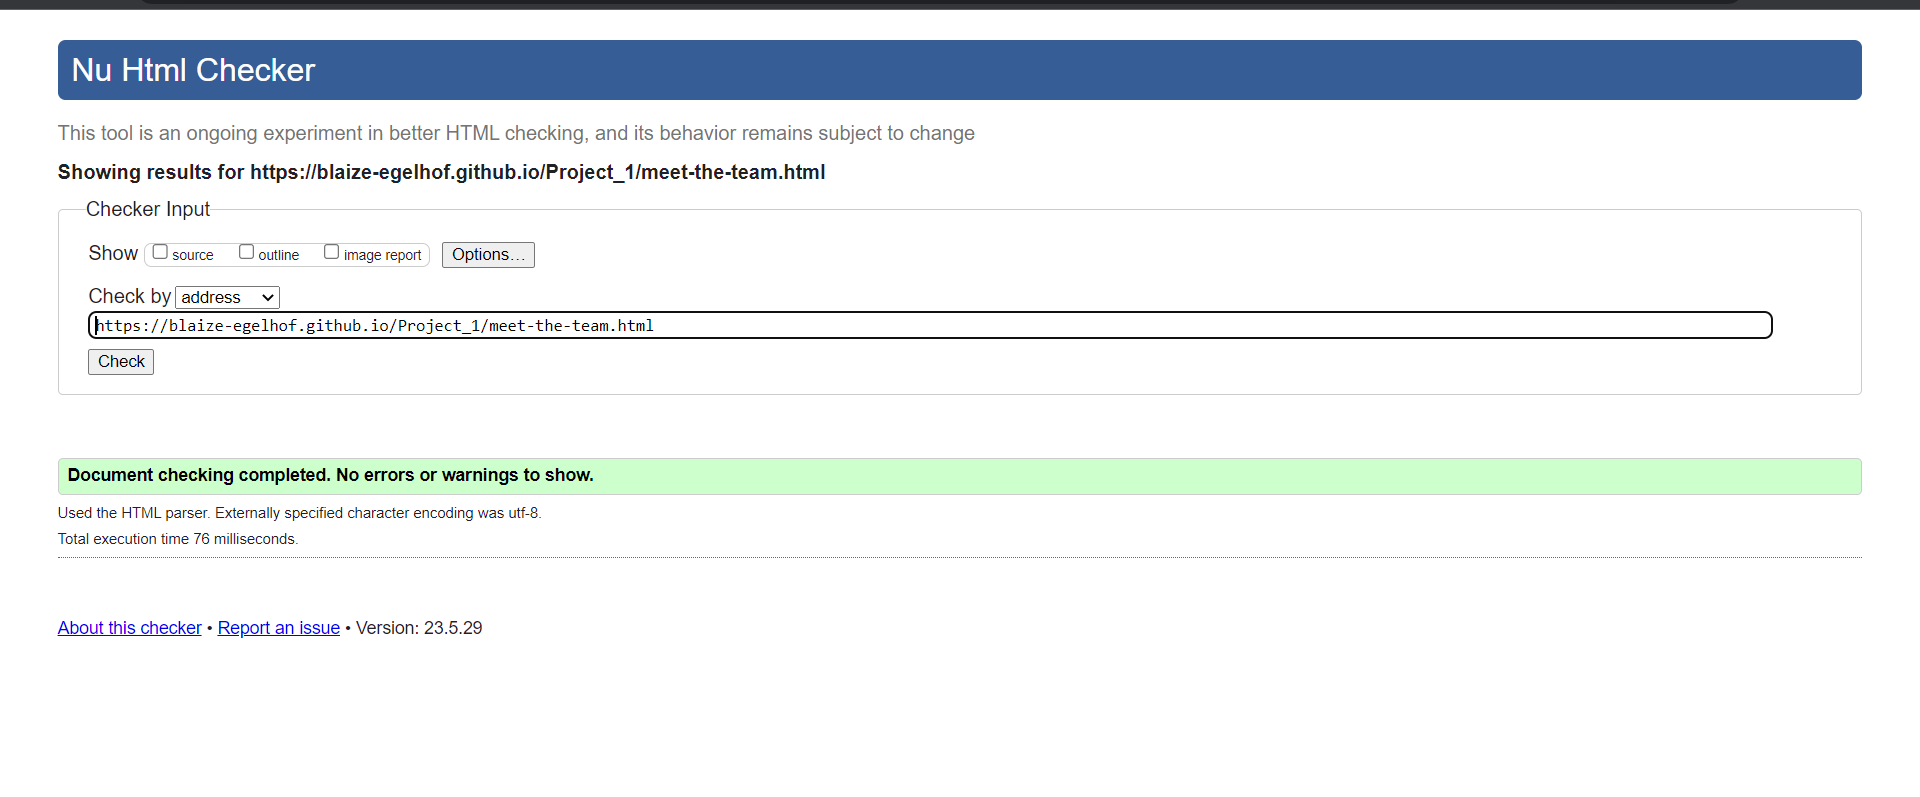 Nu Html Checker
This tool is an ongoing experiment in better HTML checking, and its behavior remains subject to change
Showing results for https://blaize-egelhof.github.io/Project_1/meet-the-team.html
Checker Input
Show source outline image report Options...
Check by address
https://blaize-egelhof.github.io/Project_1/meet-the-team.html
Check
Document checking completed. No errors or warnings to show.
Used the HTML parser. Externally specified character encoding was utf-8.
Total execution time 76 milliseconds.
About this checker • Report an issue • Version: 23.5.29